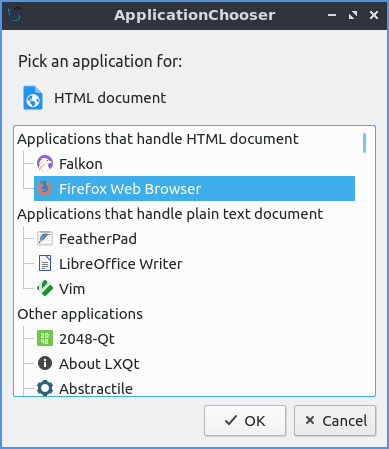 ApplicationChooser
Pick an application for:
HTML document
Applications that handle HTML document
Falkon
Firefox Web Browser
Applications that handle plain text document
FeatherPad
LibreOffice Writer
Vim
Other applications
2048-Qt
About LXQt
Abstractile
OK
Cancel